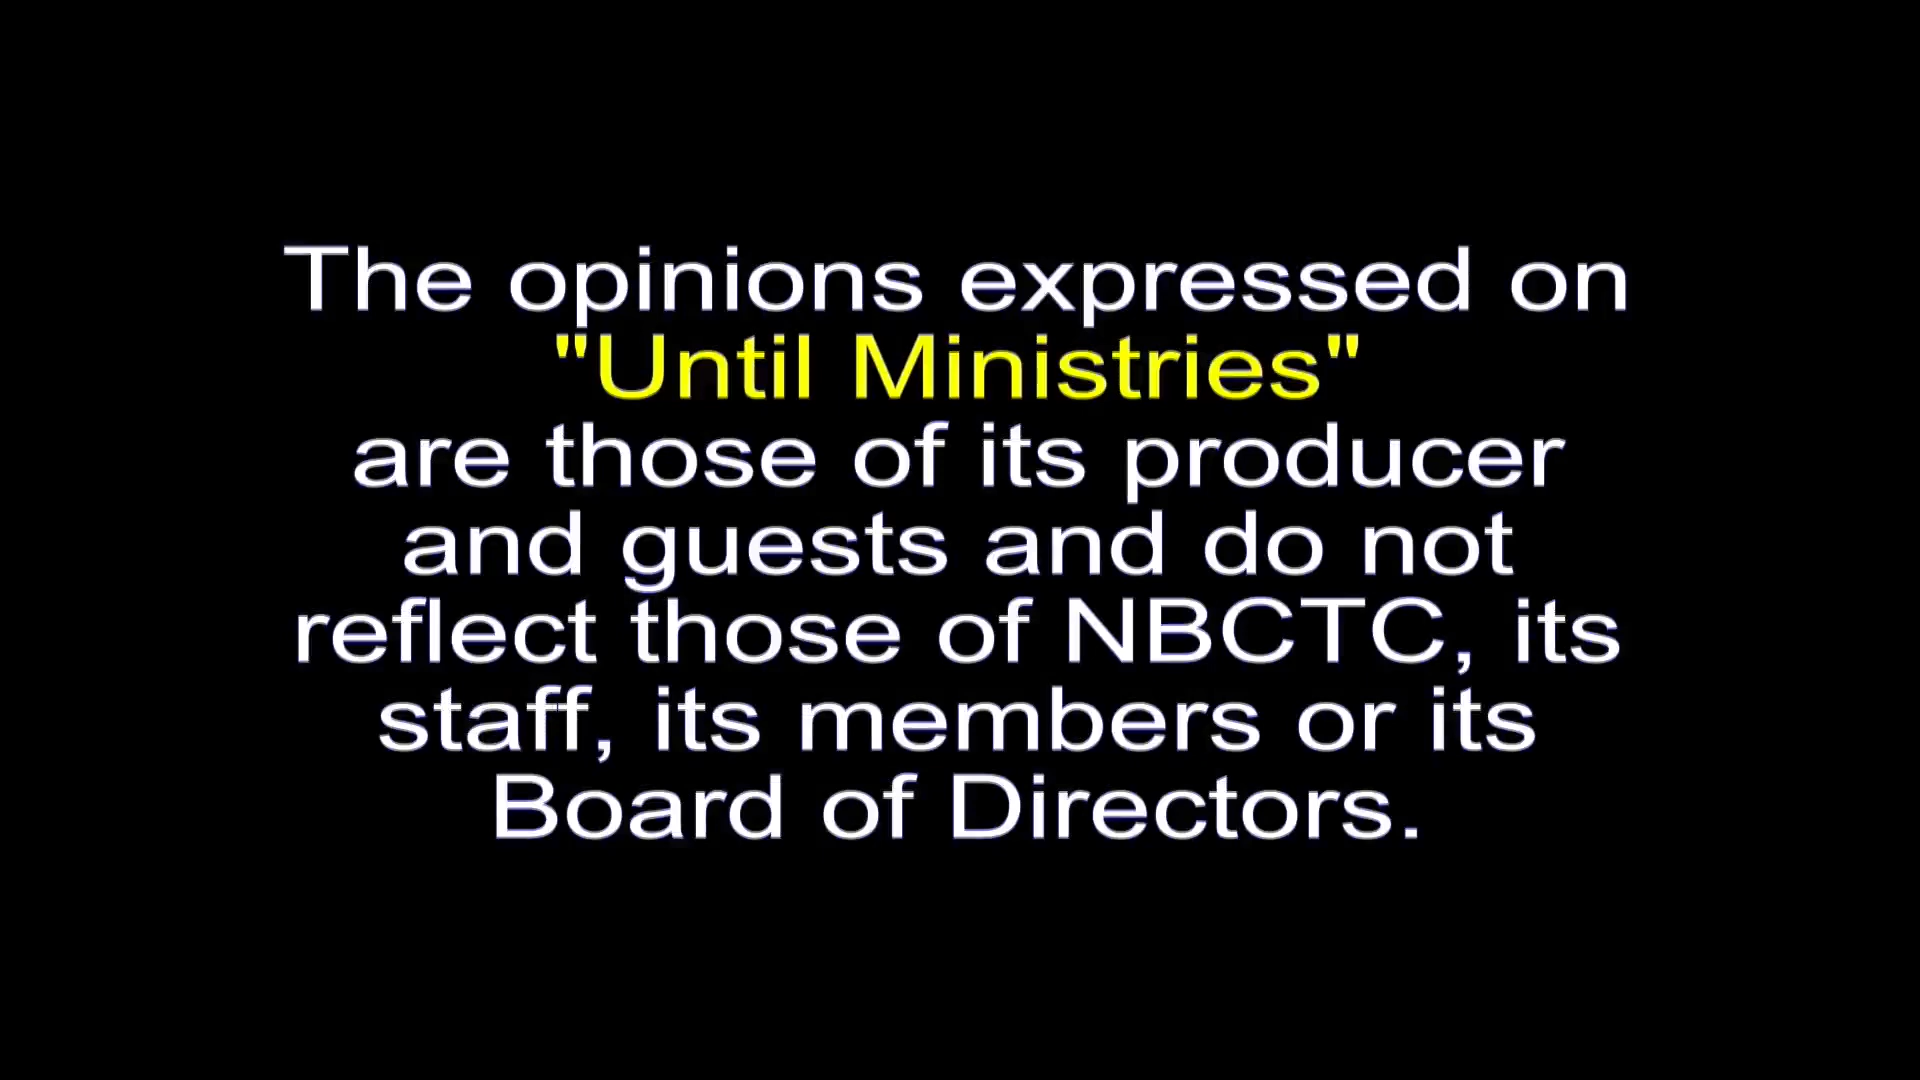 The opinions expressed on
"Until Ministries"
are those of its producer
and guests and do not
reflect those of NBCTC, its
staff, its members or its
Board of Directors.